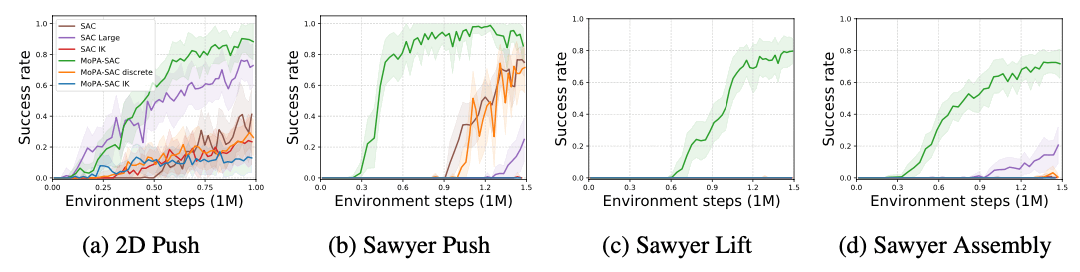 Success rate
1.0
0.8
0.6
0.4
0.2
0.0
SAC
SAC Large
SAC IK
MoPA-SAC
MoPA-SAC discrete
MoPA-SAC IK
0.00 0.25 0.50 0.75 1.00
Environment steps (1M)
(a) 2D Push
Success rate
1.0
0.8
0.6
0.4
0.2
0.0
0.0 0.3 0.6 0.9 1.2 1.5
Environment steps (1M)
(b) Sawyer Push
Success rate
1.0
0.8
0.6
0.4
0.2
0.0
0.0 0.3 0.6 0.9 1.2 1.5
Environment steps (1M)
(c) Sawyer Lift
Success rate
1.0
0.8
0.6
0.4
0.2
0.0
0.0 0.3 0.6 0.9 1.2 1.5
Environment steps (1M)
(d) Sawyer Assembly